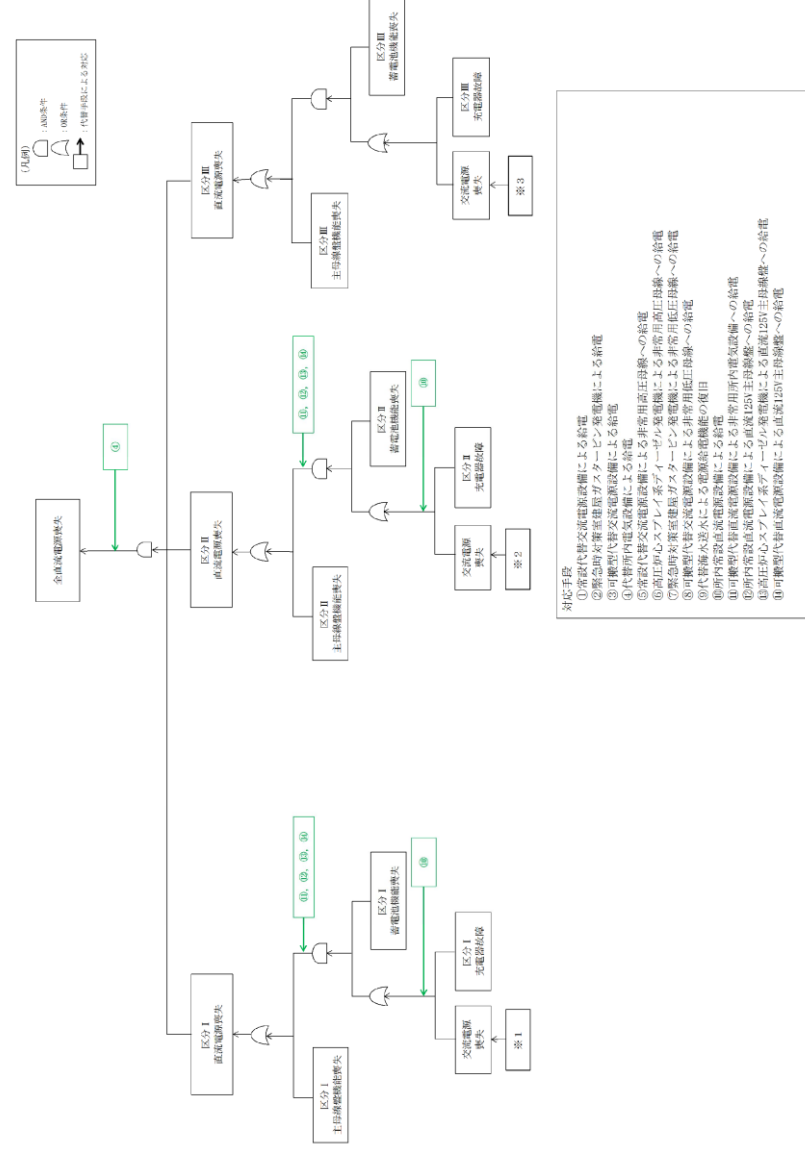 (凡例)
：AND条件
：OR条件
：代替手段による対応
全直流電源喪失
④
区分Ⅰ
直流電源喪失
区分Ⅱ
直流電源喪失
区分Ⅲ
直流電源喪失
区分Ⅰ
主母線盤機能喪失
⑪, ⑫, ⑬, ⑭
区分Ⅰ
蓄電池機能喪失
⑩
交流電源
喪失
区分Ⅰ
充電器故障
※1
区分Ⅱ
主母線盤機能喪失
⑪, ⑫, ⑬, ⑭
区分Ⅱ
蓄電池機能喪失
⑩
交流電源
喪失
区分Ⅱ
充電器故障
※2
区分Ⅲ
主母線盤機能喪失
区分Ⅲ
蓄電池機能喪失
交流電源
喪失
区分Ⅲ
充電器故障
※3
対応手段
①常設代替交流電源設備による給電
②緊急時対策室建屋ガスタービン発電機による給電
③可搬型代替交流電源設備による給電
④代替所内電気設備による給電
⑤常設代替交流電源設備による非常用高圧母線への給電
⑥高圧炉心スプレイ系ディーゼル発電機による非常用高圧母線への給電
⑦緊急時対策室建屋ガスタービン発電機による非常用低圧母線への給電
⑧可搬型代替交流電源設備による非常用低圧母線への給電
⑨代替海水送水による電源給電機能の復旧
⑩所内常設直流電源設備による給電
⑪可搬型代替直流電源設備による非常用所内電気設備への給電
⑫所内常設直流電源設備による直流125V主母線盤への給電
⑬高圧炉心スプレイ系ディーゼル発電機による直流125V主母線盤への給電
⑭可搬型代替直流電源設備による直流125V主母線盤への給電